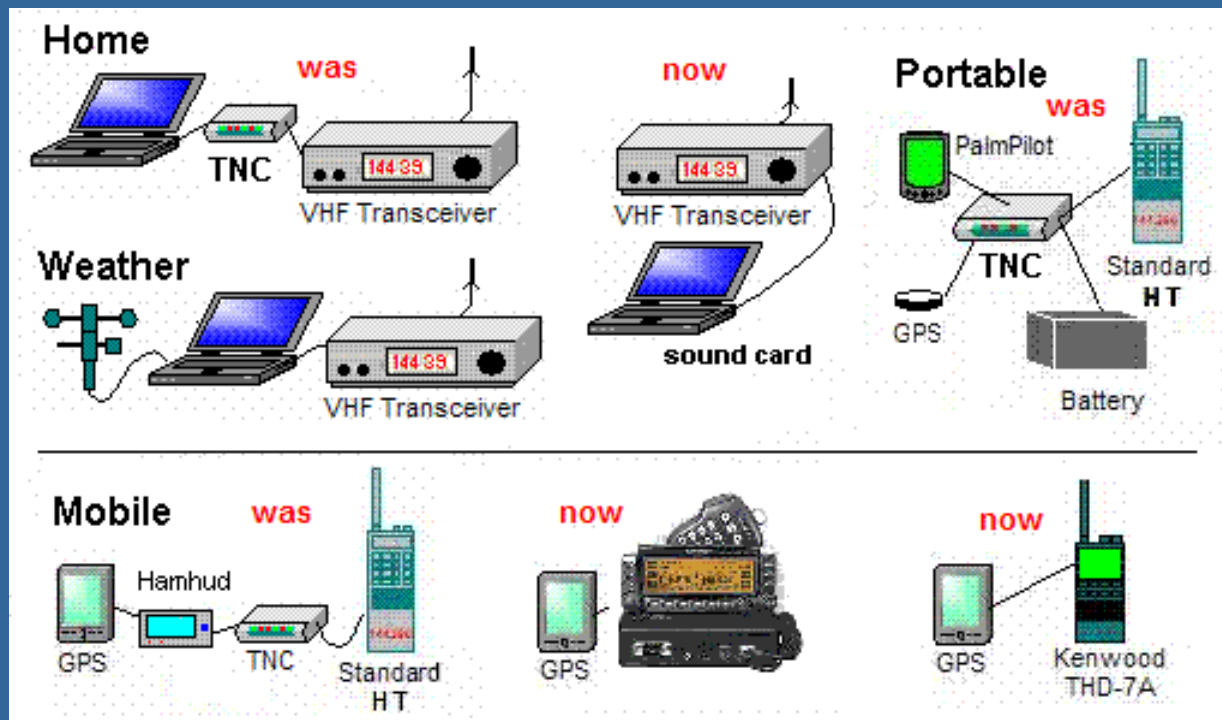 Home
was
now
Portable
was
PalmPilot
TNC
144 39
144 39
VHF Transceiver
VHF Transceiver
TNC
Standard
HT
Weather
GPS
144 39
sound card
VHF Transceiver
Battery
Mobile
was
now
now
Hamhud
GPS
TNC
Standard
HT
GPS
GPS
Kenwood
THD-7A